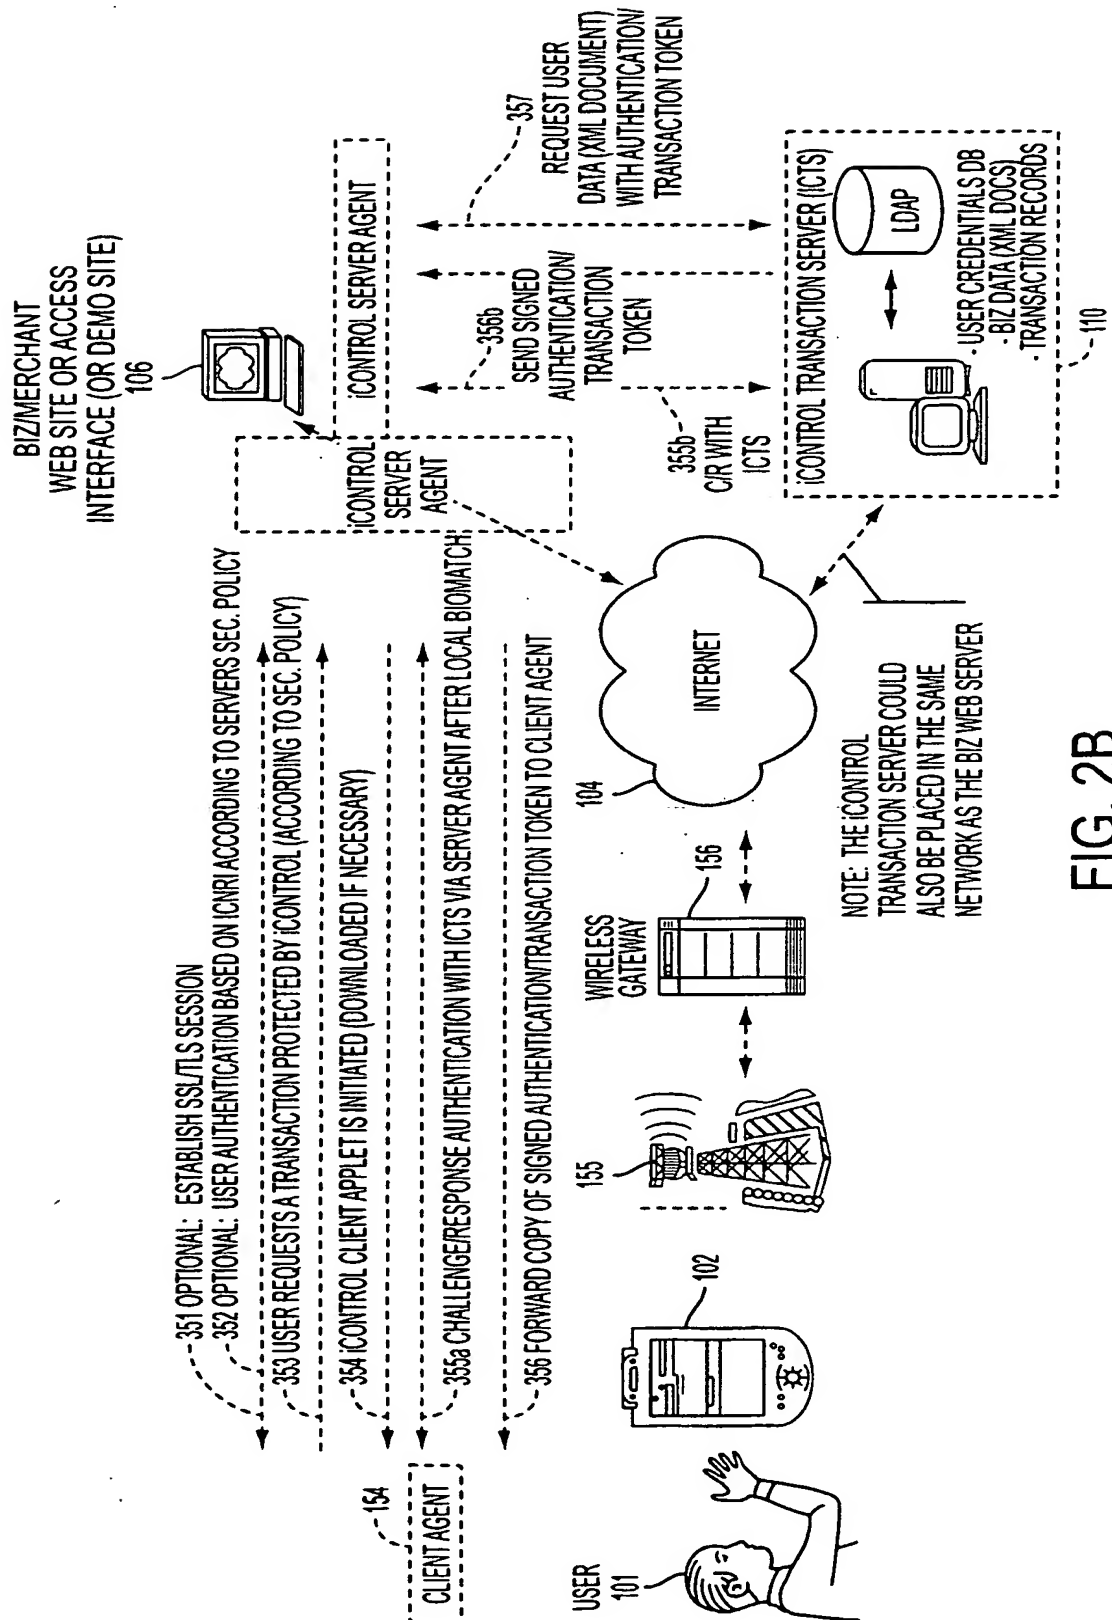 BIZ/MERCHANT
WEB SITE OR ACCESS
INTERFACE (OR DEMO SITE)
106
351 OPTIONAL: ESTABLISH SSL/TLS SESSION
352 OPTIONAL: USER AUTHENTICATION BASED ON ICNRI ACCORDING TO SERVERS SEC. POLICY
353 USER REQUESTS A TRANSACTION PROTECTED BY iCONTROL (ACCORDING TO SEC. POLICY)
354 iCONTROL CLIENT APPLET IS INITIATED (DOWNLOADED IF NECESSARY)
355a CHALLENGE/RESPONSE AUTHENTICATION WITH ICTS VIA SERVER AGENT AFTER LOCAL BIOMATCH
356 FORWARD COPY OF SIGNED AUTHENTICATION/TRANSACTION TOKEN TO CLIENT AGENT
154
CLIENT AGENT
iCONTROL
SERVER
AGENT
iCONTROL SERVER AGENT
356b
SEND SIGNED
AUTHENTICATION/
TRANSACTION
TOKEN
355b
C/R WITH
ICTS
357
REQUEST USER
DATA (XML DOCUMENT)
WITH AUTHENTICATION/
TRANSACTION TOKEN
USER
101
102
155
WIRELESS
GATEWAY
156
104
INTERNET
iCONTROL TRANSACTION SERVER (ICTS)
LDAP
· USER CREDENTIALS DB
· BIZ DATA (XML DOCS)
· TRANSACTION RECORDS
110
NOTE: THE iCONTROL
TRANSACTION SERVER COULD
ALSO BE PLACED IN THE SAME
NETWORK AS THE BIZ WEB SERVER
FIG. 2B